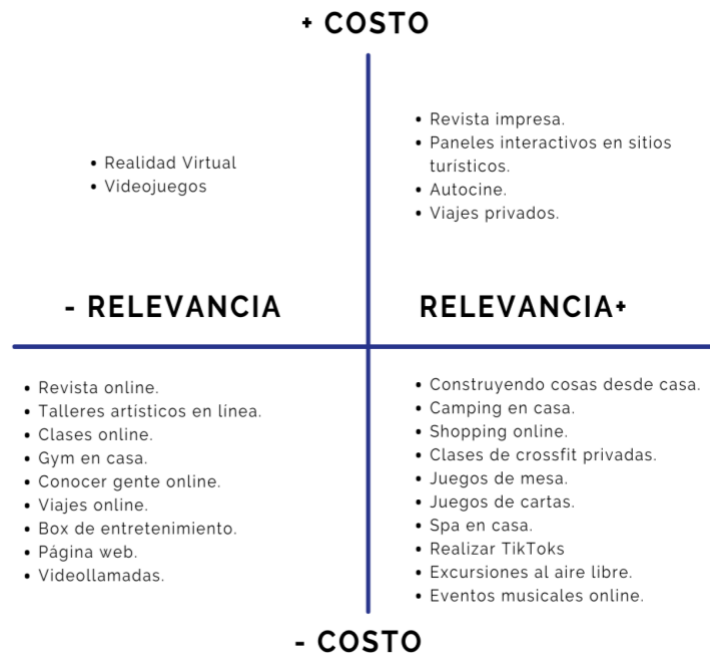 + COSTO
• Realidad Virtual
• Videojuegos
• Revista impresa.
• Paneles interactivos en sitios
turísticos.
• Autocine.
• Viajes privados.
- RELEVANCIA
RELEVANCIA+
• Revista online.
• Talleres artísticos en línea.
• Clases online.
• Gym en casa.
• Conocer gente online.
• Viajes online.
• Box de entretenimiento.
• Página web.
• Videollamadas.
• Construyendo cosas desde casa.
• Camping en casa.
• Shopping online.
• Clases de crossfit privadas.
• Juegos de mesa.
• Juegos de cartas.
• Spa en casa.
• Realizar TikToks
• Excursiones al aire libre.
• Eventos musicales online.
- COSTO